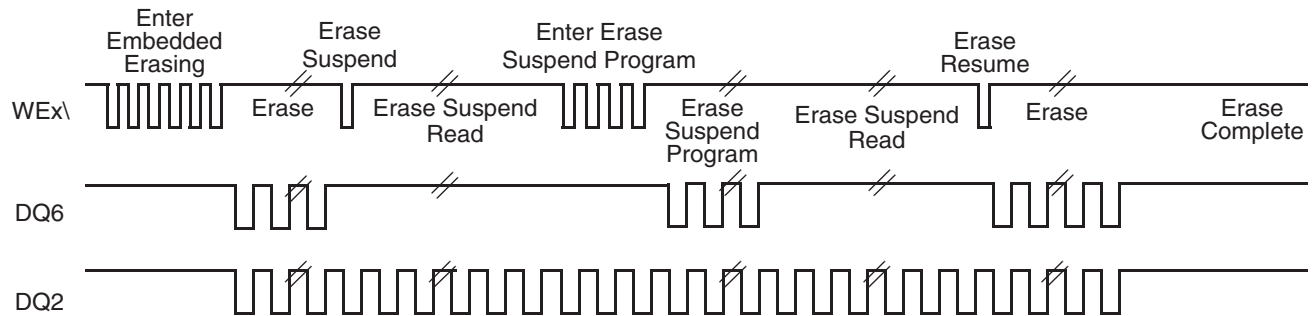 Enter
Embedded
Erasing
Erase
Suspend
Enter Erase
Suspend Program
Erase
Resume
WEx\
Erase
Erase Suspend
Read
Erase
Suspend
Program
Erase Suspend
Read
Erase
Erase
Complete
DQ6
DQ2